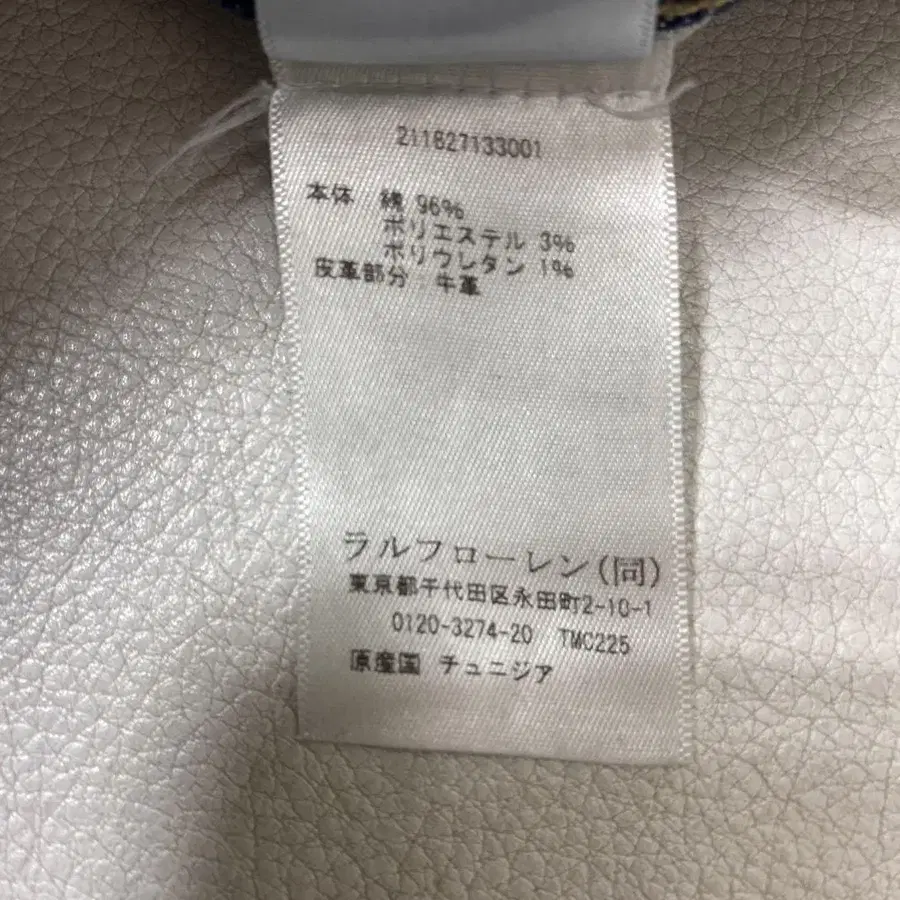 211827133001
本体 綿 96%
ポリエステル 3%
ポリウレタン 1%
皮革部分 牛革
ラルフローレン(同)
東京都千代田区永田町2-10-1
0120-3274-20 TMC225
原産国 チュニジア